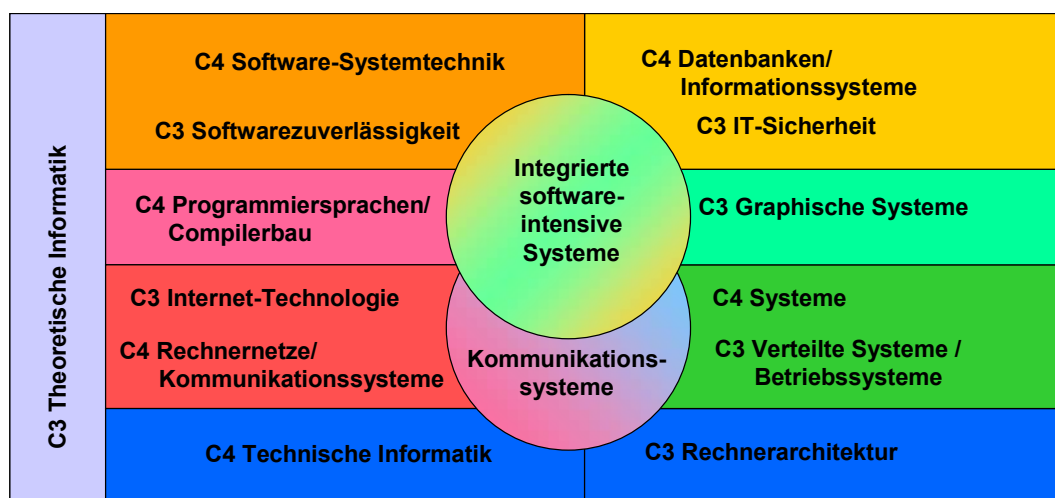 C3 Theoretische Informatik
C4 Software-Systemtechnik
C3 Softwarezuverlässigkeit
C4 Datenbanken/
Informationssysteme
C3 IT-Sicherheit
C4 Programmiersprachen/
Compilerbau
Integrierte
software-
intensive
Systeme
C3 Graphische Systeme
C3 Internet-Technologie
C4 Rechnernetze/
Kommunikationssysteme
Kommunikations-
systeme
C4 Systeme
C3 Verteilte Systeme /
Betriebssysteme
C4 Technische Informatik
C3 Rechnerarchitektur